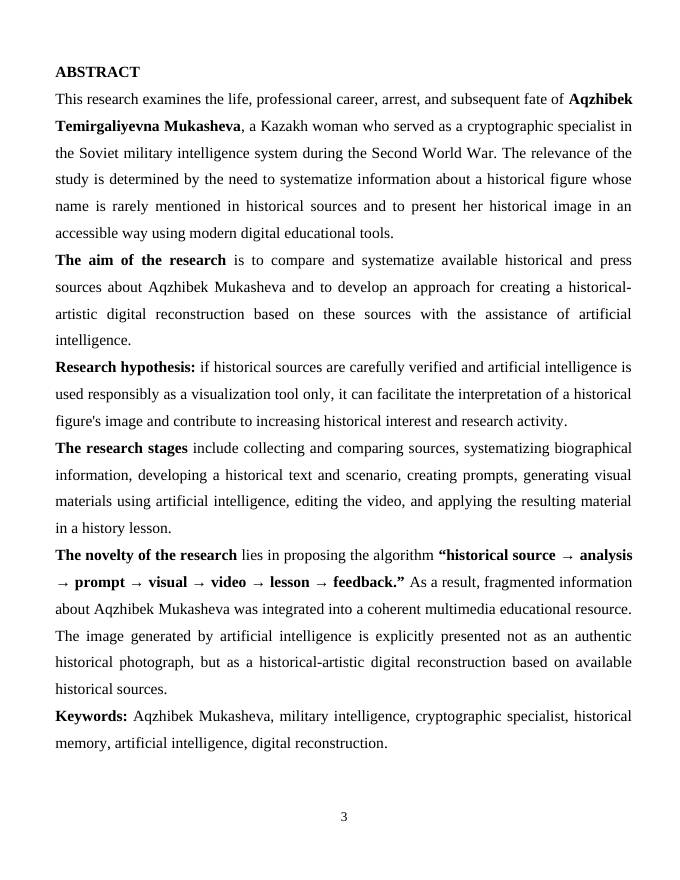 ABSTRACT
This research examines the life, professional career, arrest, and subsequent fate of Aqzhibek
Temirgaliyevna Mukasheva, a Kazakh woman who served as a cryptographic specialist in
the Soviet military intelligence system during the Second World War. The relevance of the
study is determined by the need to systematize information about a historical figure whose
name is rarely mentioned in historical sources and to present her historical image in an
accessible way using modern digital educational tools.
The aim of the research is to compare and systematize available historical and press
sources about Aqzhibek Mukasheva and to develop an approach for creating a historical-
artistic digital reconstruction based on these sources with the assistance of artificial
intelligence.
Research hypothesis: if historical sources are carefully verified and artificial intelligence is
used responsibly as a visualization tool only, it can facilitate the interpretation of a historical
figure's image and contribute to increasing historical interest and research activity.
The research stages include collecting and comparing sources, systematizing biographical
information, developing a historical text and scenario, creating prompts, generating visual
materials using artificial intelligence, editing the video, and applying the resulting material
in a history lesson.
The novelty of the research lies in proposing the algorithm “historical source → analysis
→ prompt → visual → video → lesson → feedback.” As a result, fragmented information
about Aqzhibek Mukasheva was integrated into a coherent multimedia educational resource.
The image generated by artificial intelligence is explicitly presented not as an authentic
historical photograph, but as a historical-artistic digital reconstruction based on available
historical sources.
Keywords: Aqzhibek Mukasheva, military intelligence, cryptographic specialist, historical
memory, artificial intelligence, digital reconstruction.
3